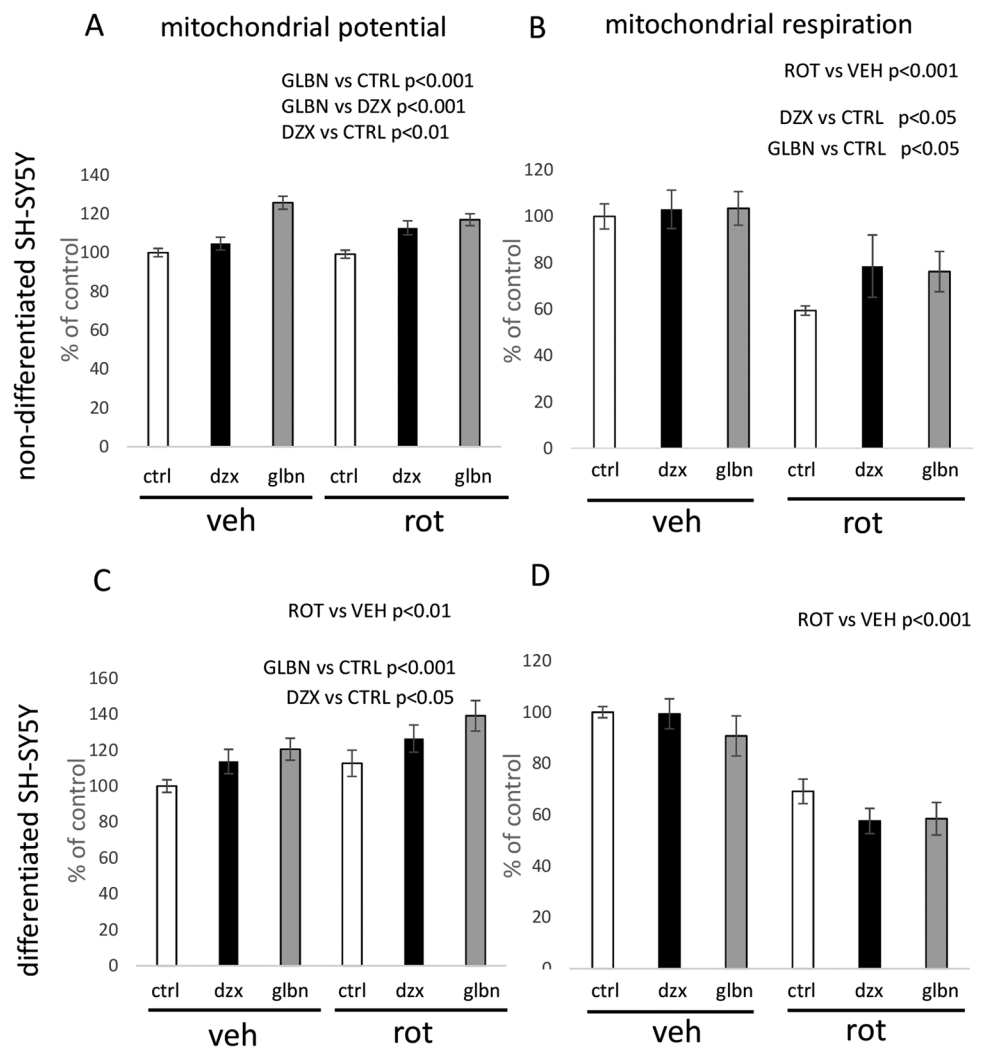 A mitochondrial potential
GLBN vs CTRL p<0.001
GLBN vs DZX p<0.001
DZX vs CTRL p<0.01
non-differentiated SH-SY5Y
% of control
140
120
100
80
60
40
20
0
ctrl dzx glbn ctrl dzx glbn
veh rot
B mitochondrial respiration
ROT vs VEH p<0.001
DZX vs CTRL p<0.05
GLBN vs CTRL p<0.05
% of control
120
100
80
60
40
20
0
ctrl dzx glbn ctrl dzx glbn
veh rot
C
ROT vs VEH p<0.01
GLBN vs CTRL p<0.001
DZX vs CTRL p<0.05
differentiated SH-SY5Y
% of control
160
140
120
100
80
60
40
20
0
ctrl dzx glbn ctrl dzx glbn
veh rot
D
ROT vs VEH p<0.001
% of control
120
100
80
60
40
20
0
ctrl dzx glbn ctrl dzx glbn
veh rot